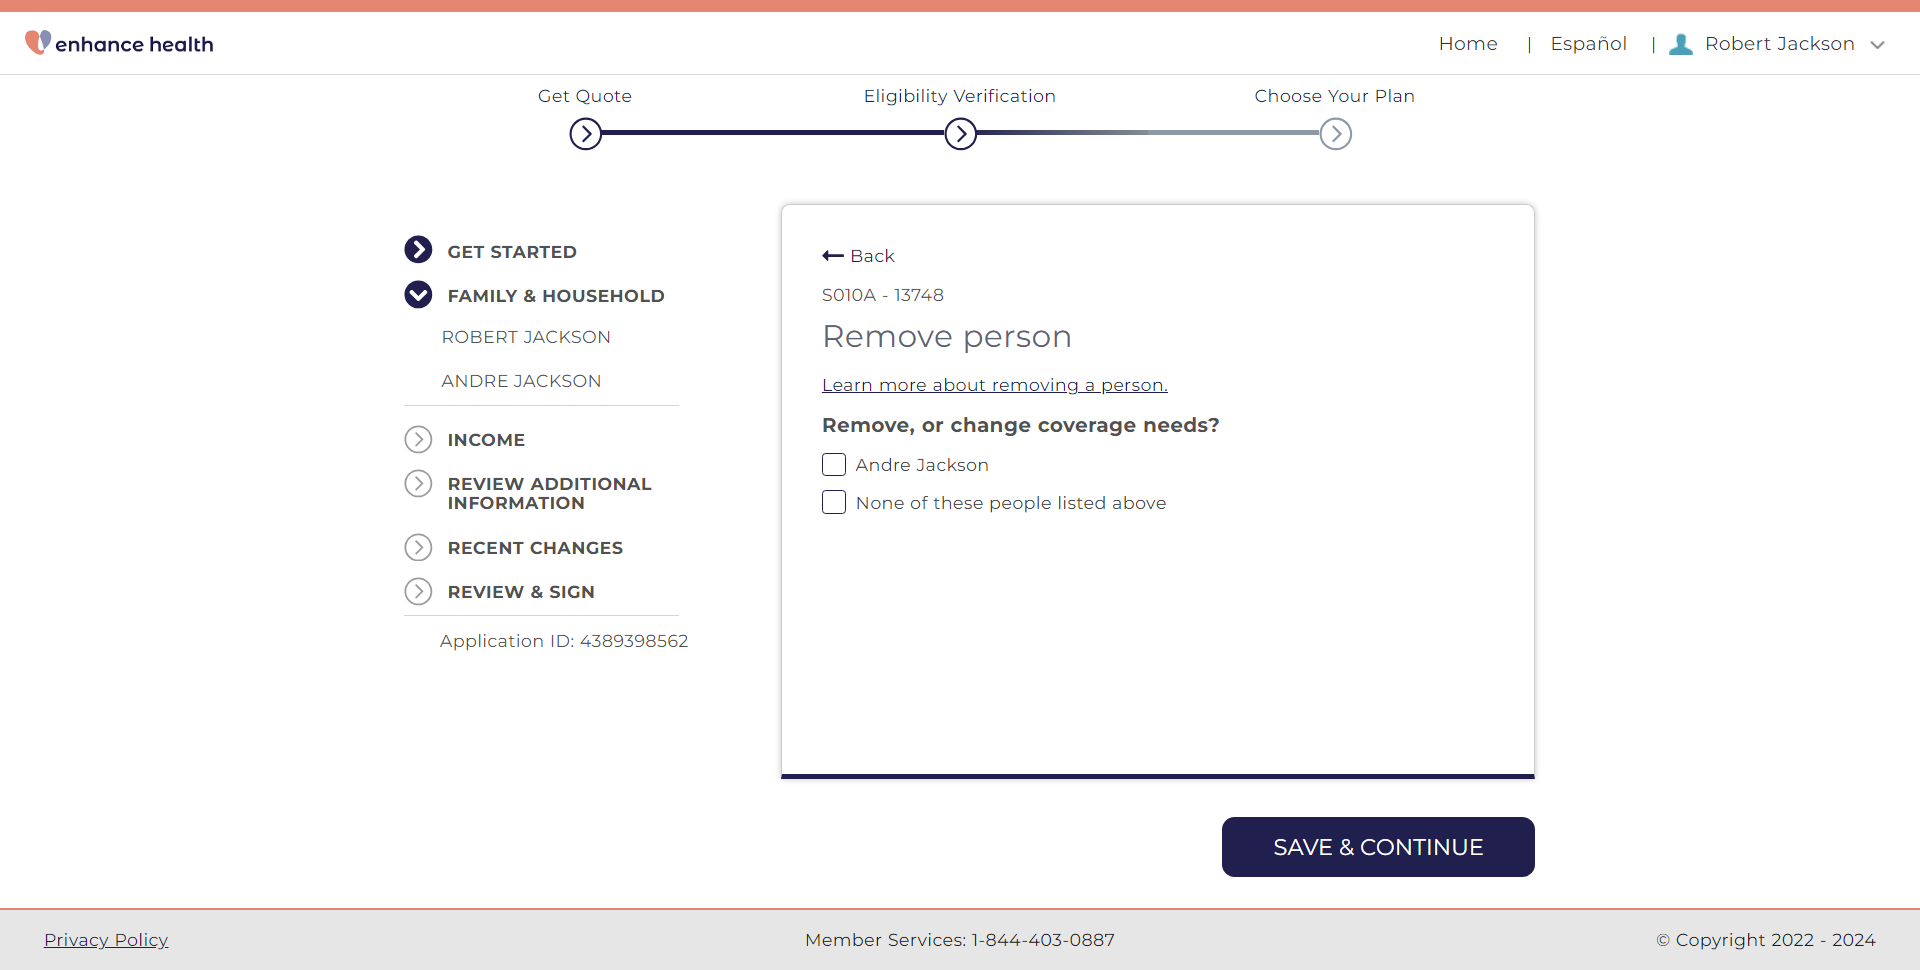 enhance health
Home | Español | Robert Jackson
Get Quote
Eligibility Verification
Choose Your Plan
GET STARTED
FAMILY & HOUSEHOLD
ROBERT JACKSON
ANDRE JACKSON
INCOME
REVIEW ADDITIONAL
INFORMATION
RECENT CHANGES
REVIEW & SIGN
Application ID: 4389398562
Back
S010A - 13748
Remove person
Learn more about removing a person.
Remove, or change coverage needs?
Andre Jackson
None of these people listed above
SAVE & CONTINUE
Privacy Policy
Member Services: 1-844-403-0887
© Copyright 2022 - 2024